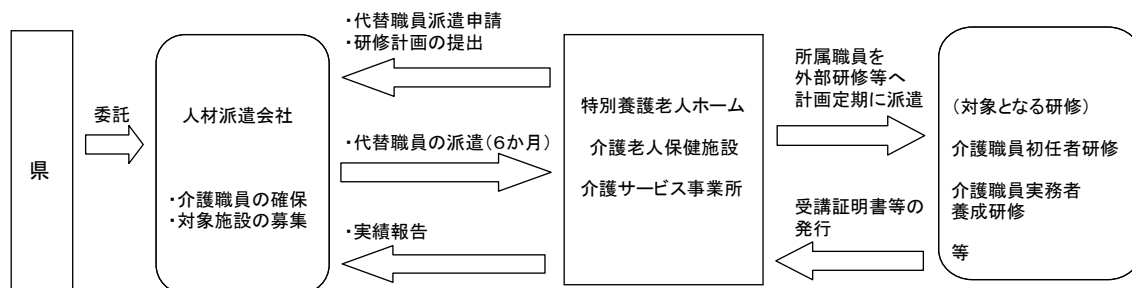 県
委託
人材派遣会社
・介護職員の確保
・対象施設の募集
・代替職員派遣申請
・研修計画の提出
・代替職員の派遣(6か月)
・実績報告
特別養護老人ホーム
介護老人保健施設
介護サービス事業所
所属職員を
外部研修等へ
計画定期に派遣
受講証明書等の
発行
(対象となる研修)
介護職員初任者研修
介護職員実務者
養成研修
等